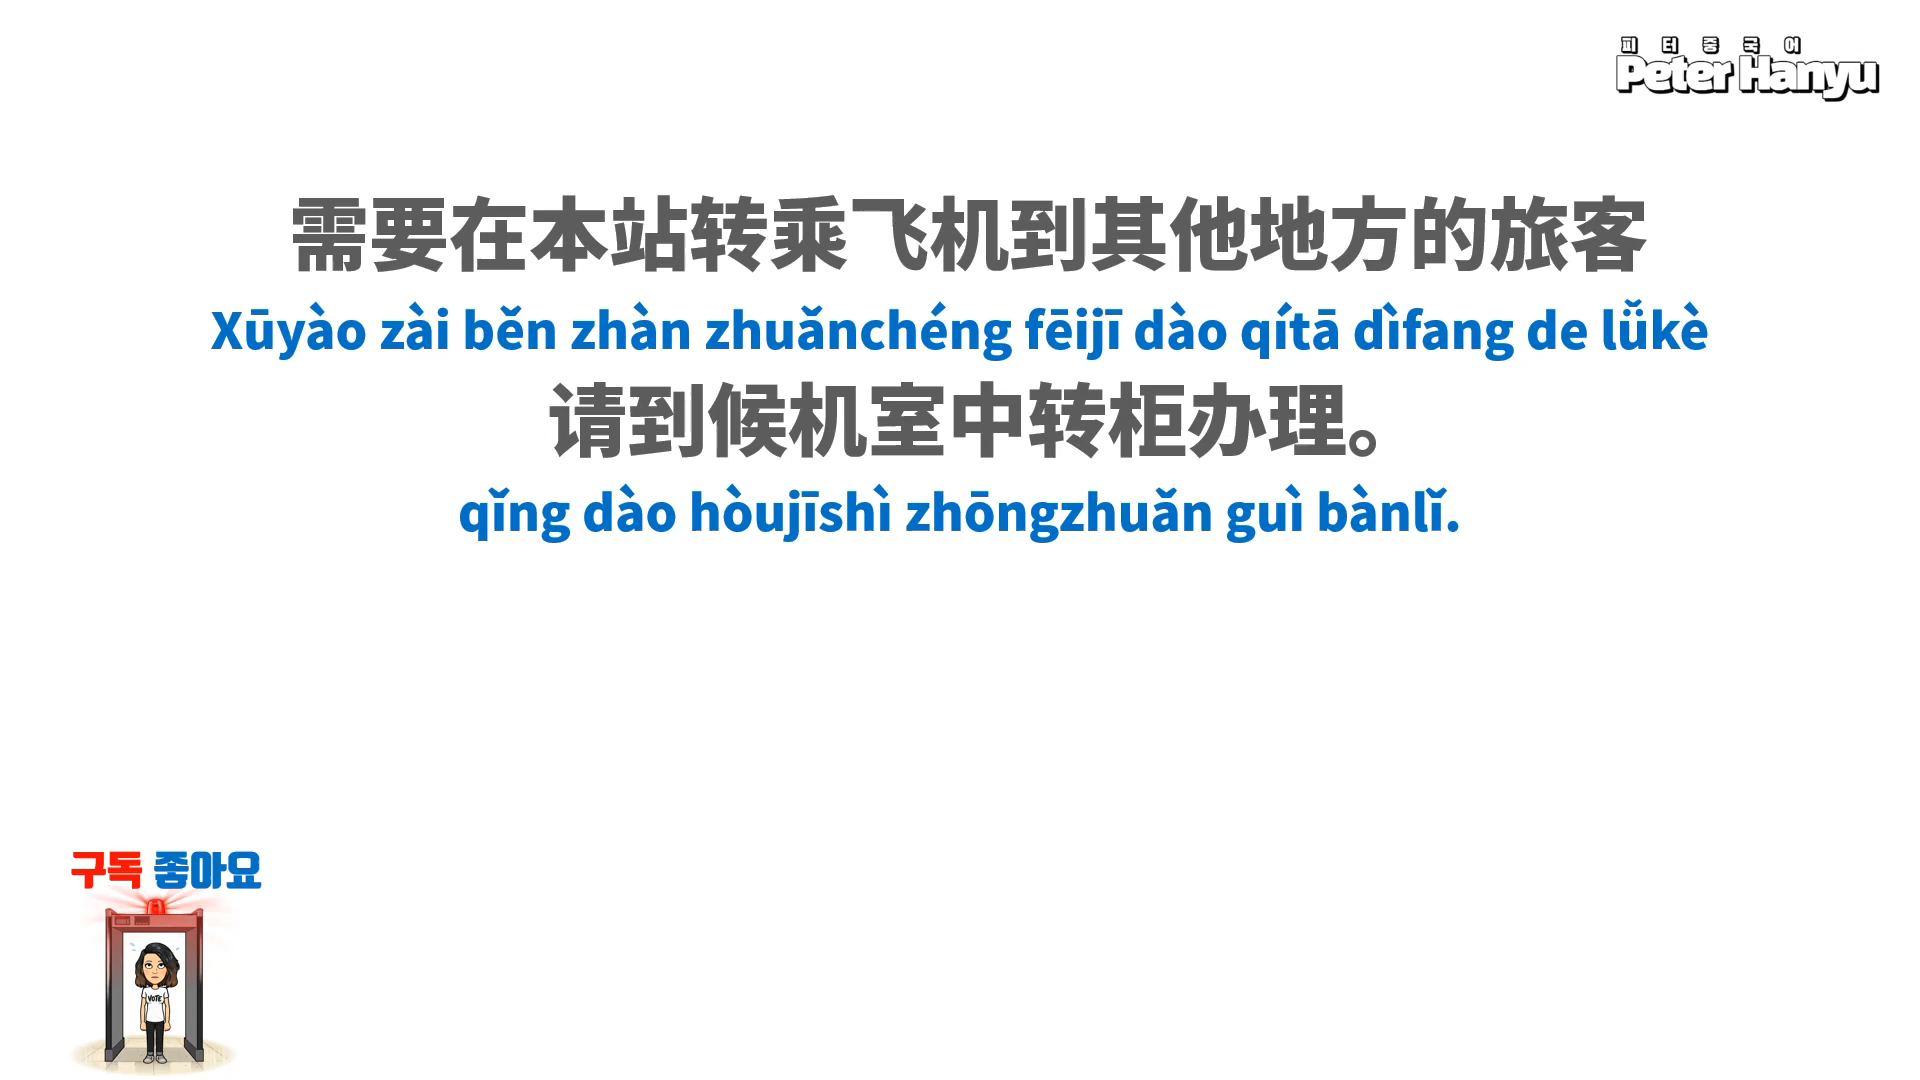 피터중국어
Peter Hanyu
需要在本站转乘飞机到其他地方的旅客
Xūyào zài běn zhàn zhuǎnchéng fēijī dào qítā dìfang de lǚkè
请到候机室中转柜办理。
qǐng dào hòujīshì zhōngzhuǎn guì bànlǐ.
구독 좋아요
VOTE